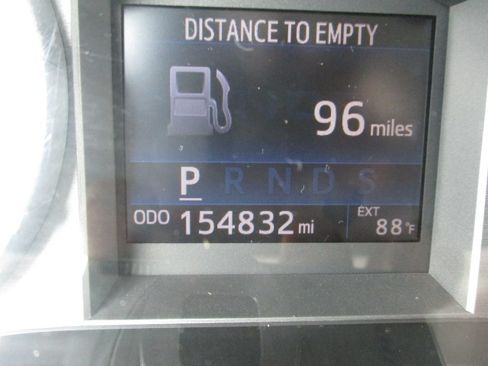 DISTANCE TO EMPTY
96 miles
P R N D S
ODO 154832 mi
EXT
88°F